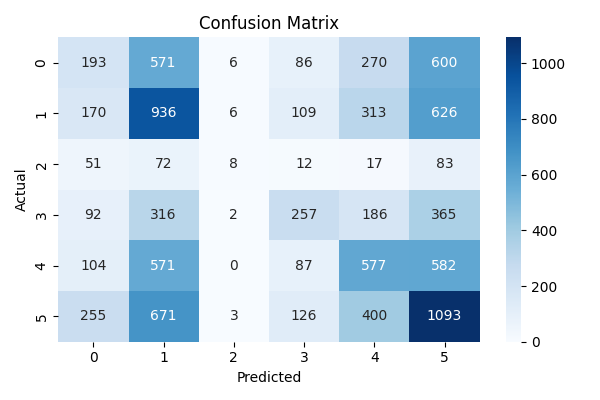 Confusion Matrix
Actual
0 193 571 6 86 270 600
1 170 936 6 109 313 626
2 51 72 8 12 17 83
3 92 316 2 257 186 365
4 104 571 0 87 577 582
5 255 671 3 126 400 1093
0 1 2 3 4 5
Predicted
1000
800
600
400
200
0